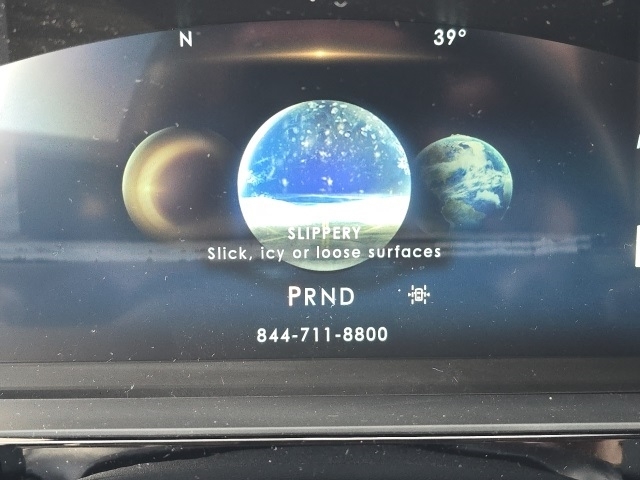 N 39°
SLIPPERY
Slick, icy or loose surfaces
PRND
844-711-8800